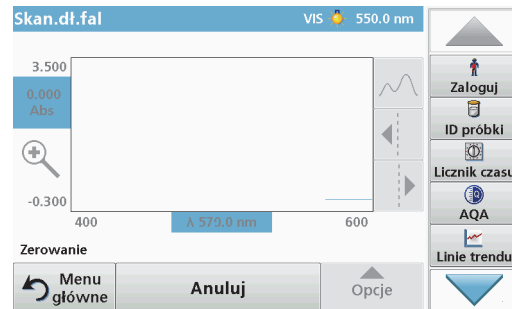 Skan.dł.fal VIS 550.0 nm
3.500
0.000
Abs
-0.300
400 λ 579.0 nm 600
Zerowanie
Menu główne
Anuluj
Opcje
Zaloguj
ID próbki
Licznik czasu
AQA
Linie trendu